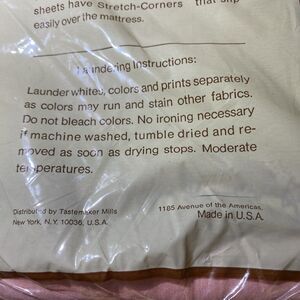 sheets have Stretch-Corners that slip
easily over the mattress.
Laundering Instructions:
Launder whites, colors and prints separately
as colors may run and stain other fabrics.
Do not bleach colors. No ironing necessary
if machine washed, tumble dried and re-
moved as soon as drying stops. Moderate
temperatures.
Distributed by Tastemaker Mills
New York, N.Y. 10036, U.S.A.
1185 Avenue of the Americas,
Made in U.S.A.